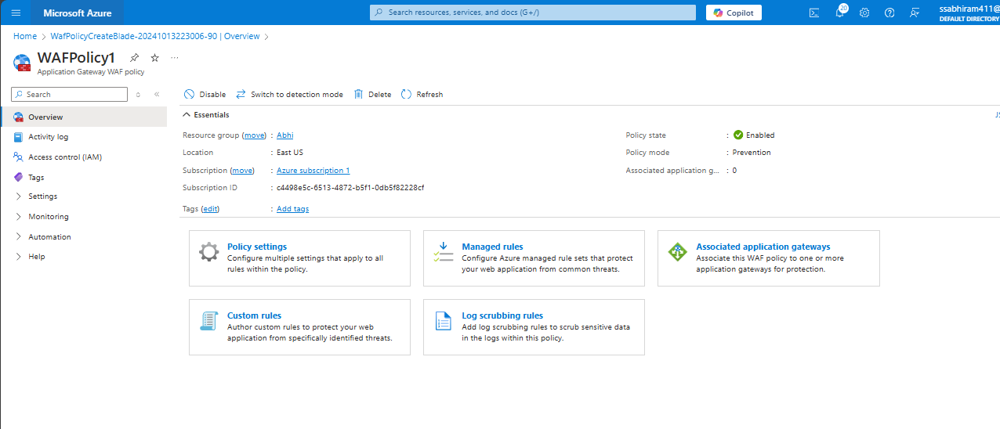 Microsoft Azure
Search resources, services, and docs (G+/)
Copilot
20
ssabhiram411@
DEFAULT DIRECTORY
Home > WafPolicyCreateBlade-20241013223006-90 | Overview >
WAFPolicy1
Application Gateway WAF policy
Search
Overview
Activity log
Access control (IAM)
Tags
Settings
Monitoring
Automation
Help
Disable
Switch to detection mode
Delete
Refresh
Essentials
JS
Resource group (move) : Abhi
Location : East US
Subscription (move) : Azure subscription 1
Subscription ID : c4498e5c-6513-4872-b5f1-0db5f82228cf
Tags (edit) : Add tags
Policy state : Enabled
Policy mode : Prevention
Associated application g... : 0
Policy settings
Configure multiple settings that apply to all
rules within the policy.
Managed rules
Configure Azure managed rule sets that protect
your web application from common threats.
Associated application gateways
Associate this WAF policy to one or more
application gateways for protection.
Custom rules
Author custom rules to protect your web
application from specifically identified threats.
Log scrubbing rules
Add log scrubbing rules to scrub sensitive data
in the logs within this policy.